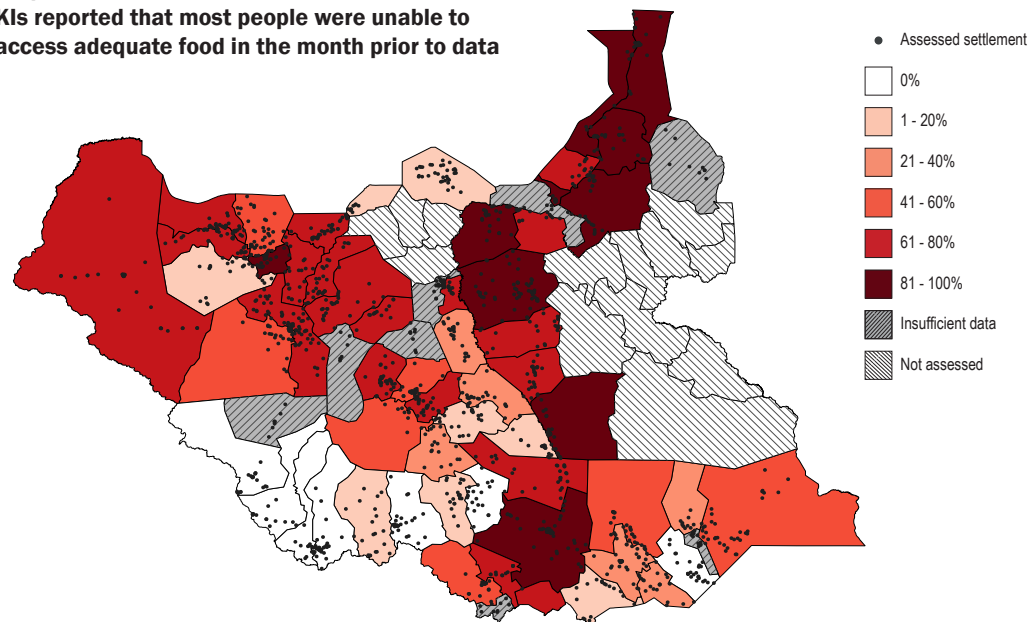 KIs reported that most people were unable to
access adequate food in the month prior to data
Assessed settlement
0%
1 - 20%
21 - 40%
41 - 60%
61 - 80%
81 - 100%
Insufficient data
Not assessed